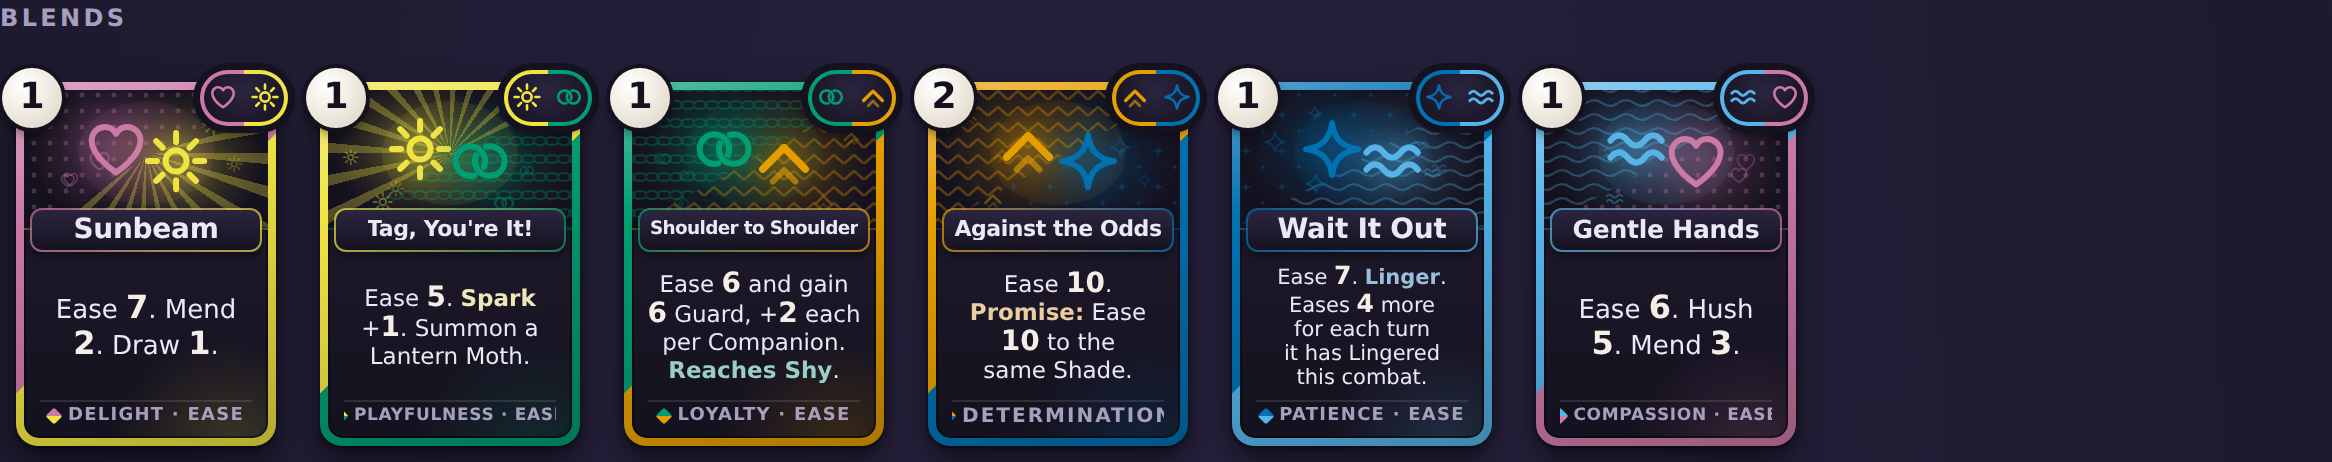 BLENDS
1
Sunbeam
Ease 7. Mend
2. Draw 1.
DELIGHT · EASE
1
Tag, You're It!
Ease 5. Spark
+1. Summon a
Lantern Moth.
PLAYFULNESS · EASE
1
Shoulder to Shoulder
Ease 6 and gain
6 Guard, +2 each
per Companion.
Reaches Shy.
LOYALTY · EASE
2
Against the Odds
Ease 10.
Promise: Ease
10 to the
same Shade.
DETERMINATION
1
Wait It Out
Ease 7. Linger.
Eases 4 more
for each turn
it has Lingered
this combat.
PATIENCE · EASE
1
Gentle Hands
Ease 6. Hush
5. Mend 3.
COMPASSION · EASE